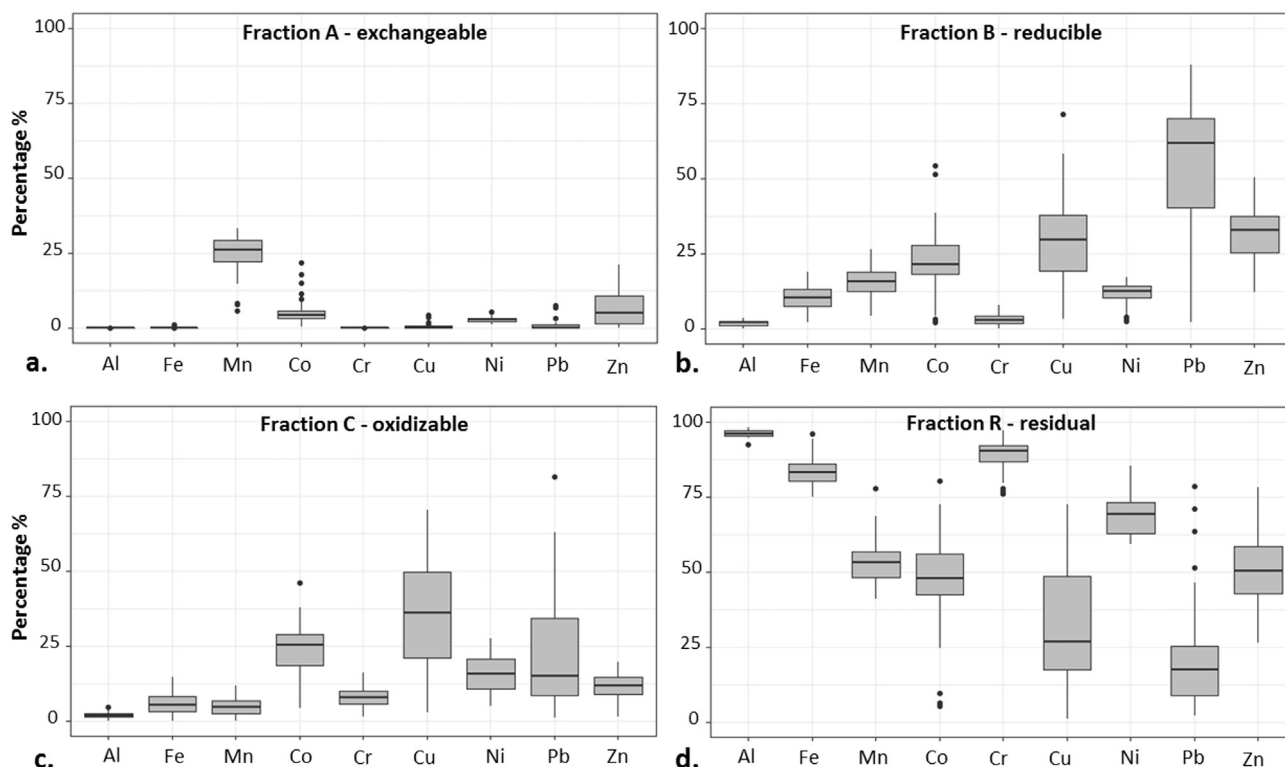 Fraction A - exchangeable
Percentage %
100
75
50
25
0
Al Fe Mn Co Cr Cu Ni Pb Zn
a.
Fraction B - reducible
100
75
50
25
0
Al Fe Mn Co Cr Cu Ni Pb Zn
b.
Fraction C - oxidizable
Percentage %
100
75
50
25
0
Al Fe Mn Co Cr Cu Ni Pb Zn
c.
Fraction R - residual
100
75
50
25
0
Al Fe Mn Co Cr Cu Ni Pb Zn
d.